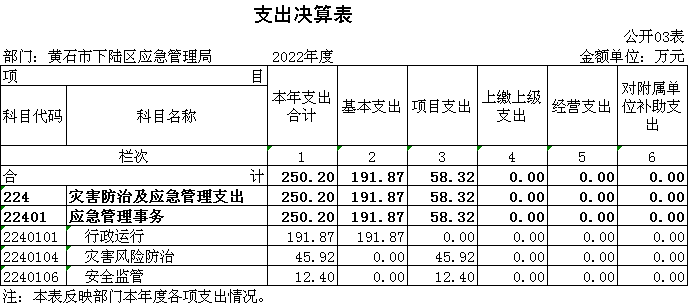 支出决算表
公开03表
部门：黄石市下陆区应急管理局 2022年度 金额单位：万元
项 目 本年支出合计 基本支出 项目支出 上缴上级支出 经营支出 对附属单位补助支出
科目代码 科目名称
栏次 1 2 3 4 5 6
合 计 250.20 191.87 58.32 0.00 0.00 0.00
224 灾害防治及应急管理支出 250.20 191.87 58.32 0.00 0.00 0.00
22401 应急管理事务 250.20 191.87 58.32 0.00 0.00 0.00
2240101 行政运行 191.87 191.87 0.00 0.00 0.00 0.00
2240104 灾害风险防治 45.92 0.00 45.92 0.00 0.00 0.00
2240106 安全监管 12.40 0.00 12.40 0.00 0.00 0.00
注：本表反映部门本年度各项支出情况。